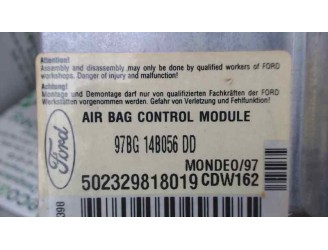 Attention!
Assembly and disassembly may only done by qualified workers of FORD
workshops. Danger of injury and malfunction!
Achtung!
Montage und Demontage darf nur von qualifizierten Fachkräften der FORD
Werkstätten vorgenommen werden. Gefahr von Verletzung und Fehlfunktion!
Ford
AIR BAG CONTROL MODULE
97BG 14B056 DD
MONDEO/97
502329818019 CDW162
398